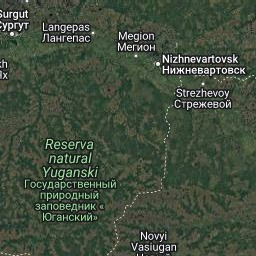 Surgut
Сургут
Langepas
Лангепас
Megion
Мегион
Nizhnevartovsk
Нижневартовск
Strezhevoy
Стрежевой
Reserva
natural
Yuganski
Государственный
природный
заповедник «
Юганский»
Novyi
Vasiugan